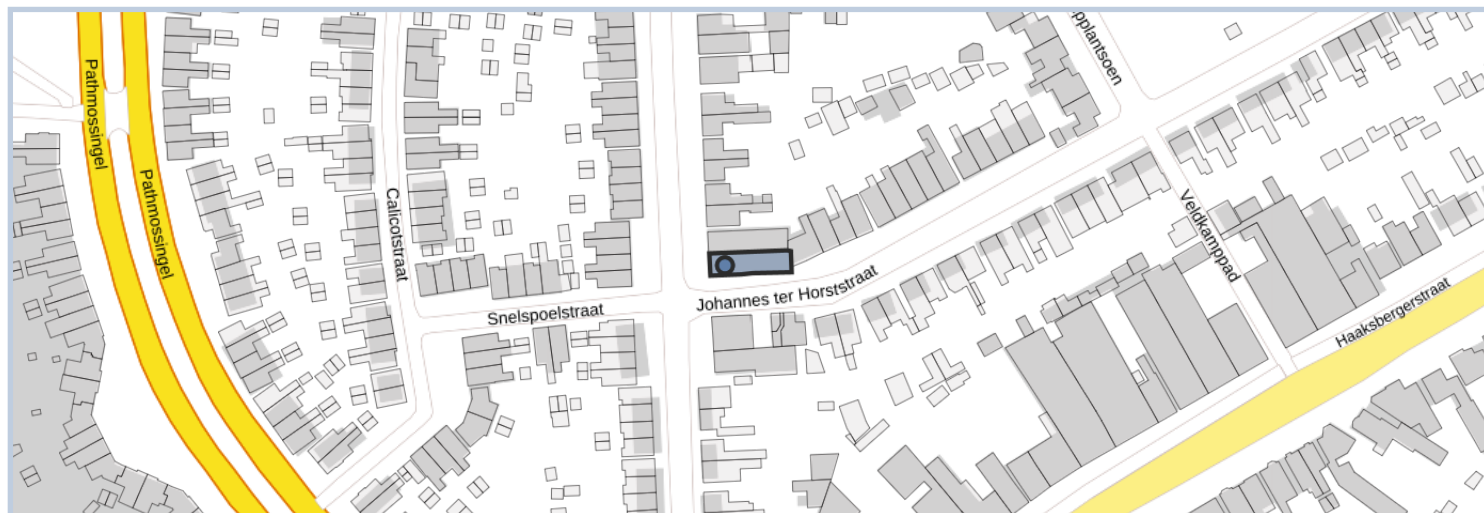 Pathmossingel
Pathmossingel
Calicotstraat
Snelspoelstraat
Johannes ter Horststraat
Veldkamppad
Haaksbergerstraat